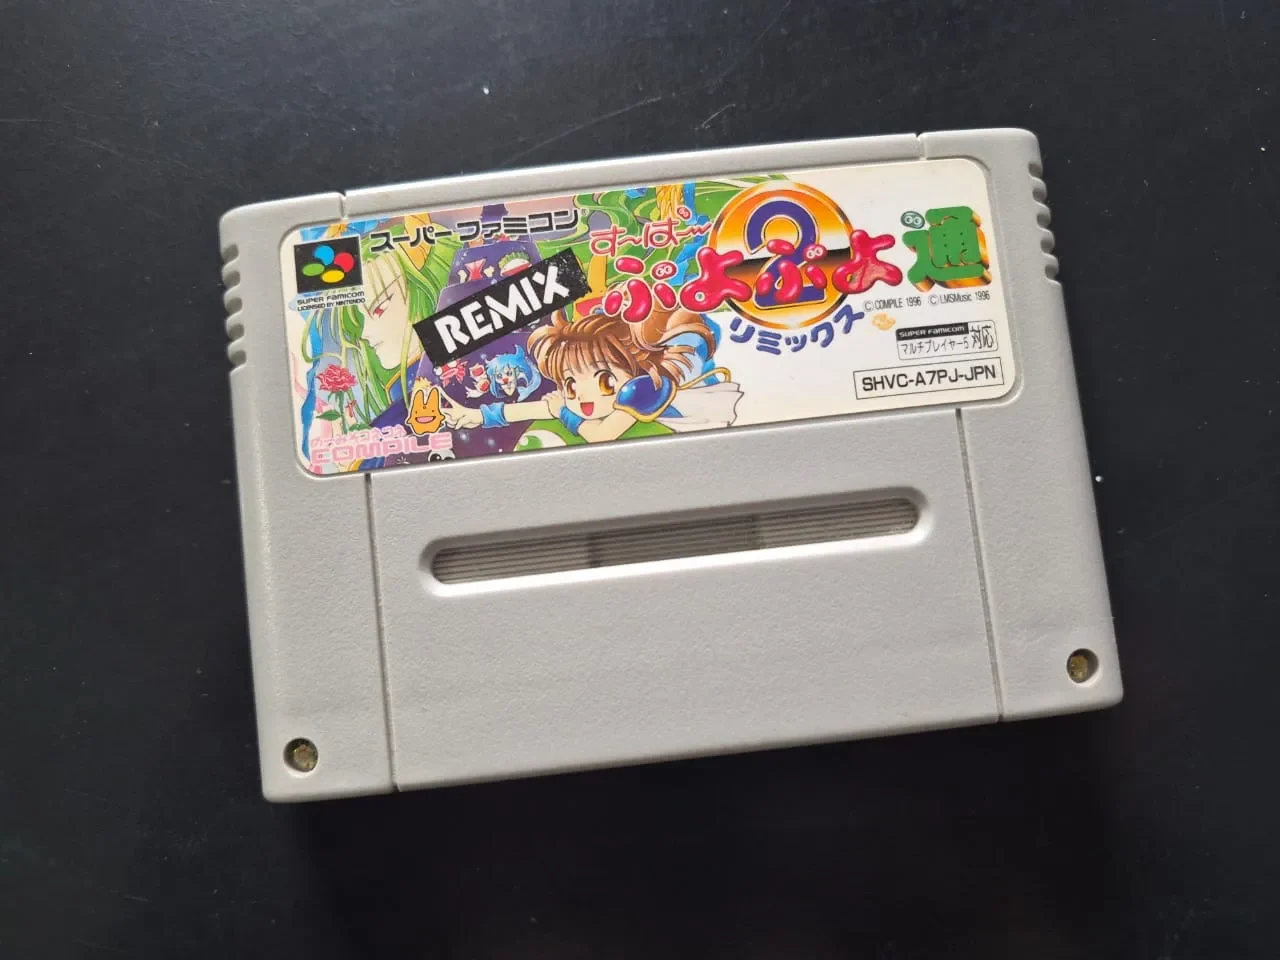 スーパーファミコン®
SUPER FAMICOM
LICENSED BY NINTENDO
REMIX
す〜ぱ〜
ぷよぷよ通
2
リミックス
©COMPILE 1996 ©LMSMusic 1996
SUPER FAMICOM
マルチプレイヤー5 対応
SHVC-A7PJ-JPN
COMPILE